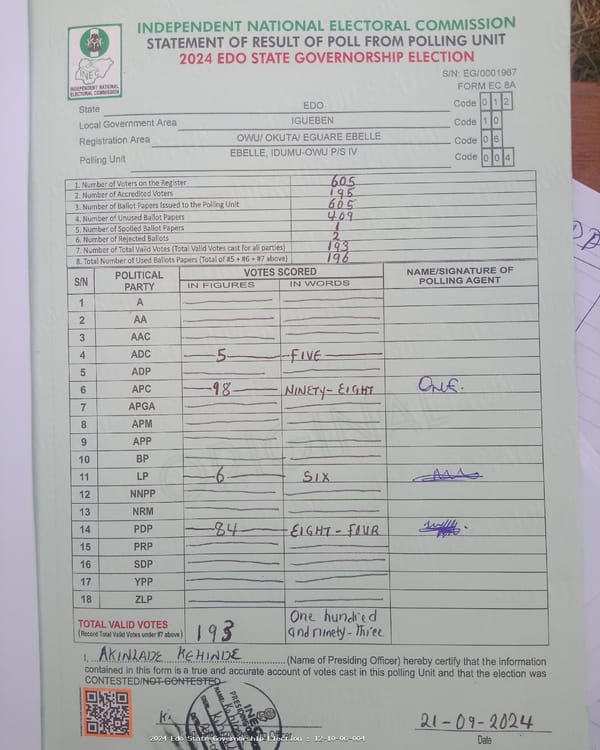 INDEPENDENT NATIONAL ELECTORAL COMMISSION
STATEMENT OF RESULT OF POLL FROM POLLING UNIT
2024 EDO STATE GOVERNORSHIP ELECTION
INEC
INDEPENDENT NATIONAL ELECTORAL COMMISSION
S/N: EG/0001987
FORM EC 8A
State EDO Code 0 1 2
Local Government Area IGUEBEN Code 1 0
Registration Area OWU/ OKUTA/ EGUARE EBELLE Code 0 6
Polling Unit EBELLE, IDUMU-OWU P/S IV Code 0 0 4
1. Number of Voters on the Register 605
2. Number of Accredited Voters 195
3. Number of Ballot Papers Issued to the Polling Unit 605
4. Number of Unused Ballot Papers 409
5. Number of Spoiled Ballot Papers 1
6. Number of Rejected Ballots 2
7. Number of Total Valid Votes (Total Valid Votes cast for all parties) 193
8. Total Number of Used Ballots Papers (Total of #5 + #6 + #7 above) 196
S/N POLITICAL PARTY VOTES SCORED NAME/SIGNATURE OF POLLING AGENT
IN FIGURES IN WORDS
1 A
2 AA
3 AAC
4 ADC 5 FIVE
5 ADP
6 APC 98 NINETY-EIGHT ONE.
7 APGA
8 APM
9 APP
10 BP
11 LP 6 SIX
12 NNPP
13 NRM
14 PDP 84 EIGHT-FOUR
15 PRP
16 SDP
17 YPP
18 ZLP
TOTAL VALID VOTES 193 One hundred
(Record Total Valid Votes under #7 above) and ninety-three
I, AKINLADE KEHINDE (Name of Presiding Officer) hereby certify that the information
contained in this form is a true and accurate account of votes cast in this polling Unit and that the election was
CONTESTED/NOT CONTESTED
21-09-2024
Date
2024 Edo State Governorship Election : 12-10-06-004